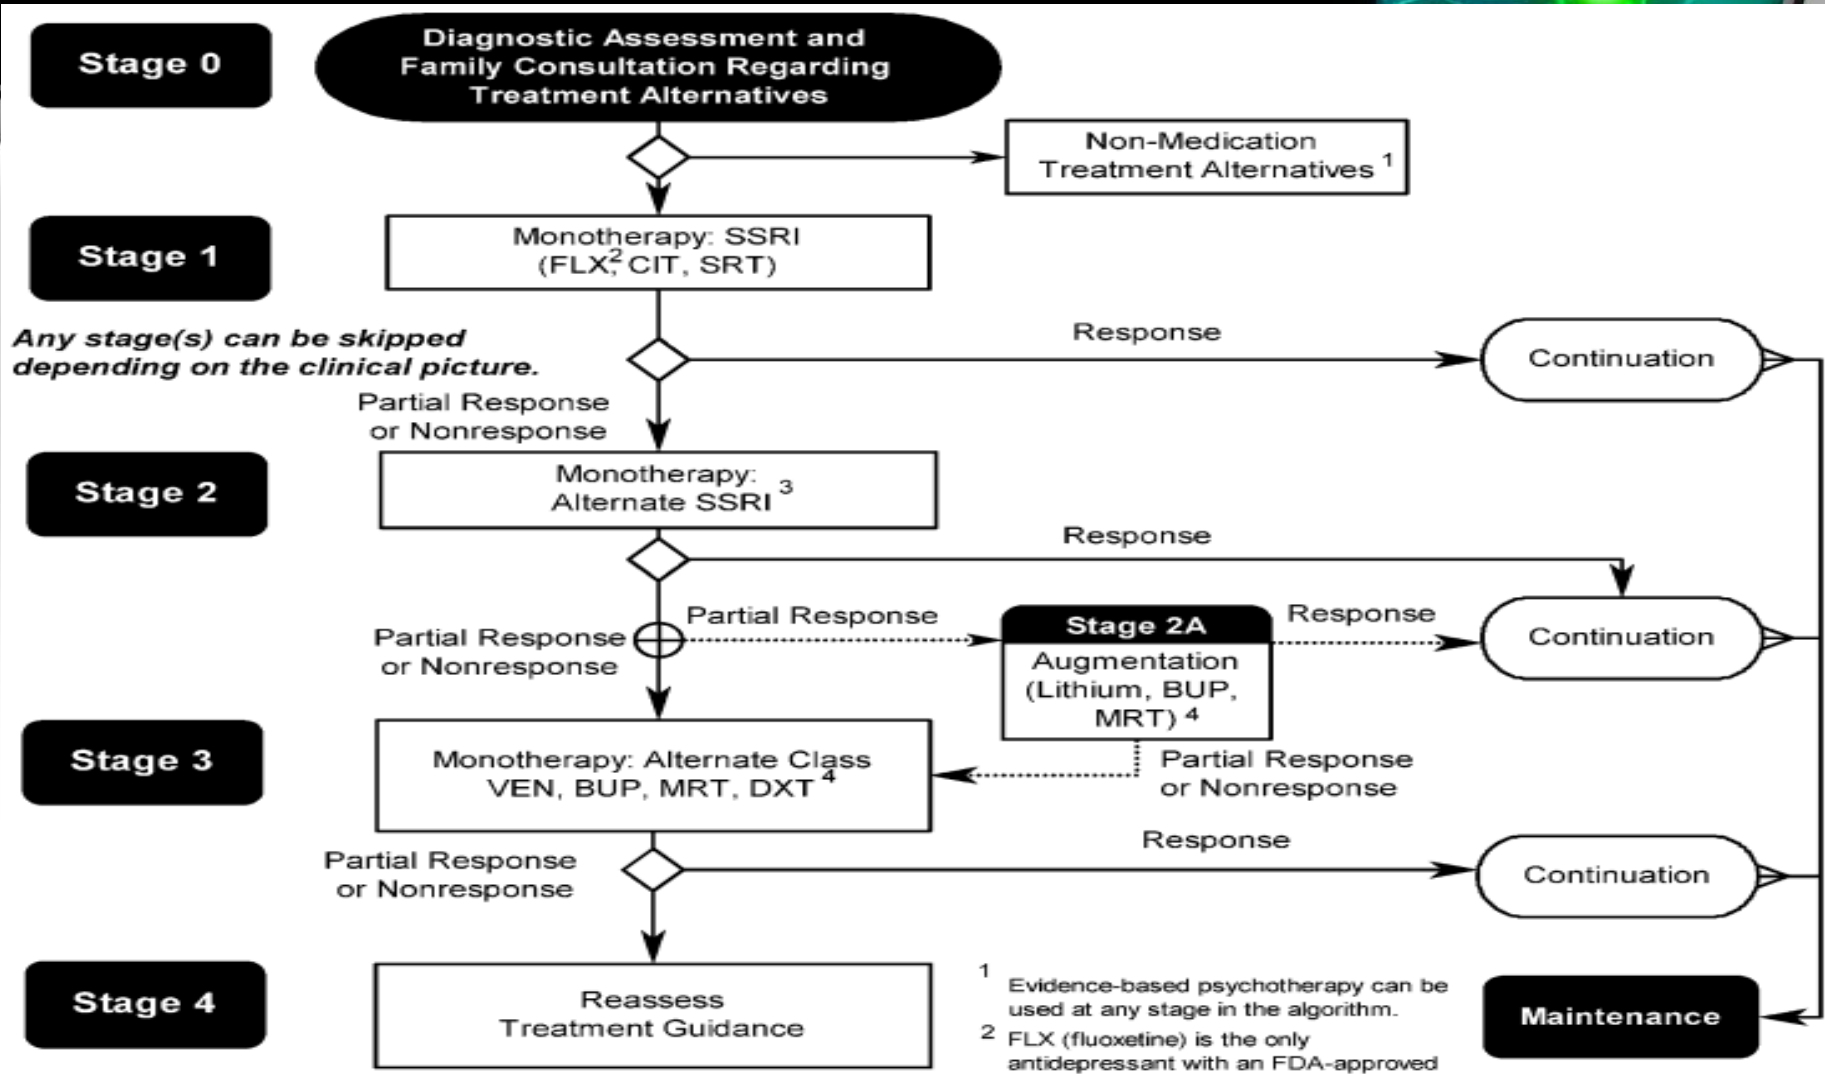 Stage 0
Diagnostic Assessment and
Family Consultation Regarding
Treatment Alternatives
Non-Medication
Treatment Alternatives 1
Stage 1
Monotherapy: SSRI
(FLX,2 CIT, SRT)
Any stage(s) can be skipped
depending on the clinical picture.
Response
Continuation
Partial Response
or Nonresponse
Stage 2
Monotherapy:
Alternate SSRI 3
Response
Partial Response
or Nonresponse
Partial Response
Stage 2A
Augmentation
(Lithium, BUP,
MRT) 4
Response
Continuation
Partial Response
or Nonresponse
Stage 3
Monotherapy: Alternate Class
VEN, BUP, MRT, DXT 4
Partial Response
or Nonresponse
Response
Continuation
Stage 4
Reassess
Treatment Guidance
1 Evidence-based psychotherapy can be
used at any stage in the algorithm.
2 FLX (fluoxetine) is the only
antidepressant with an FDA-approved
Maintenance